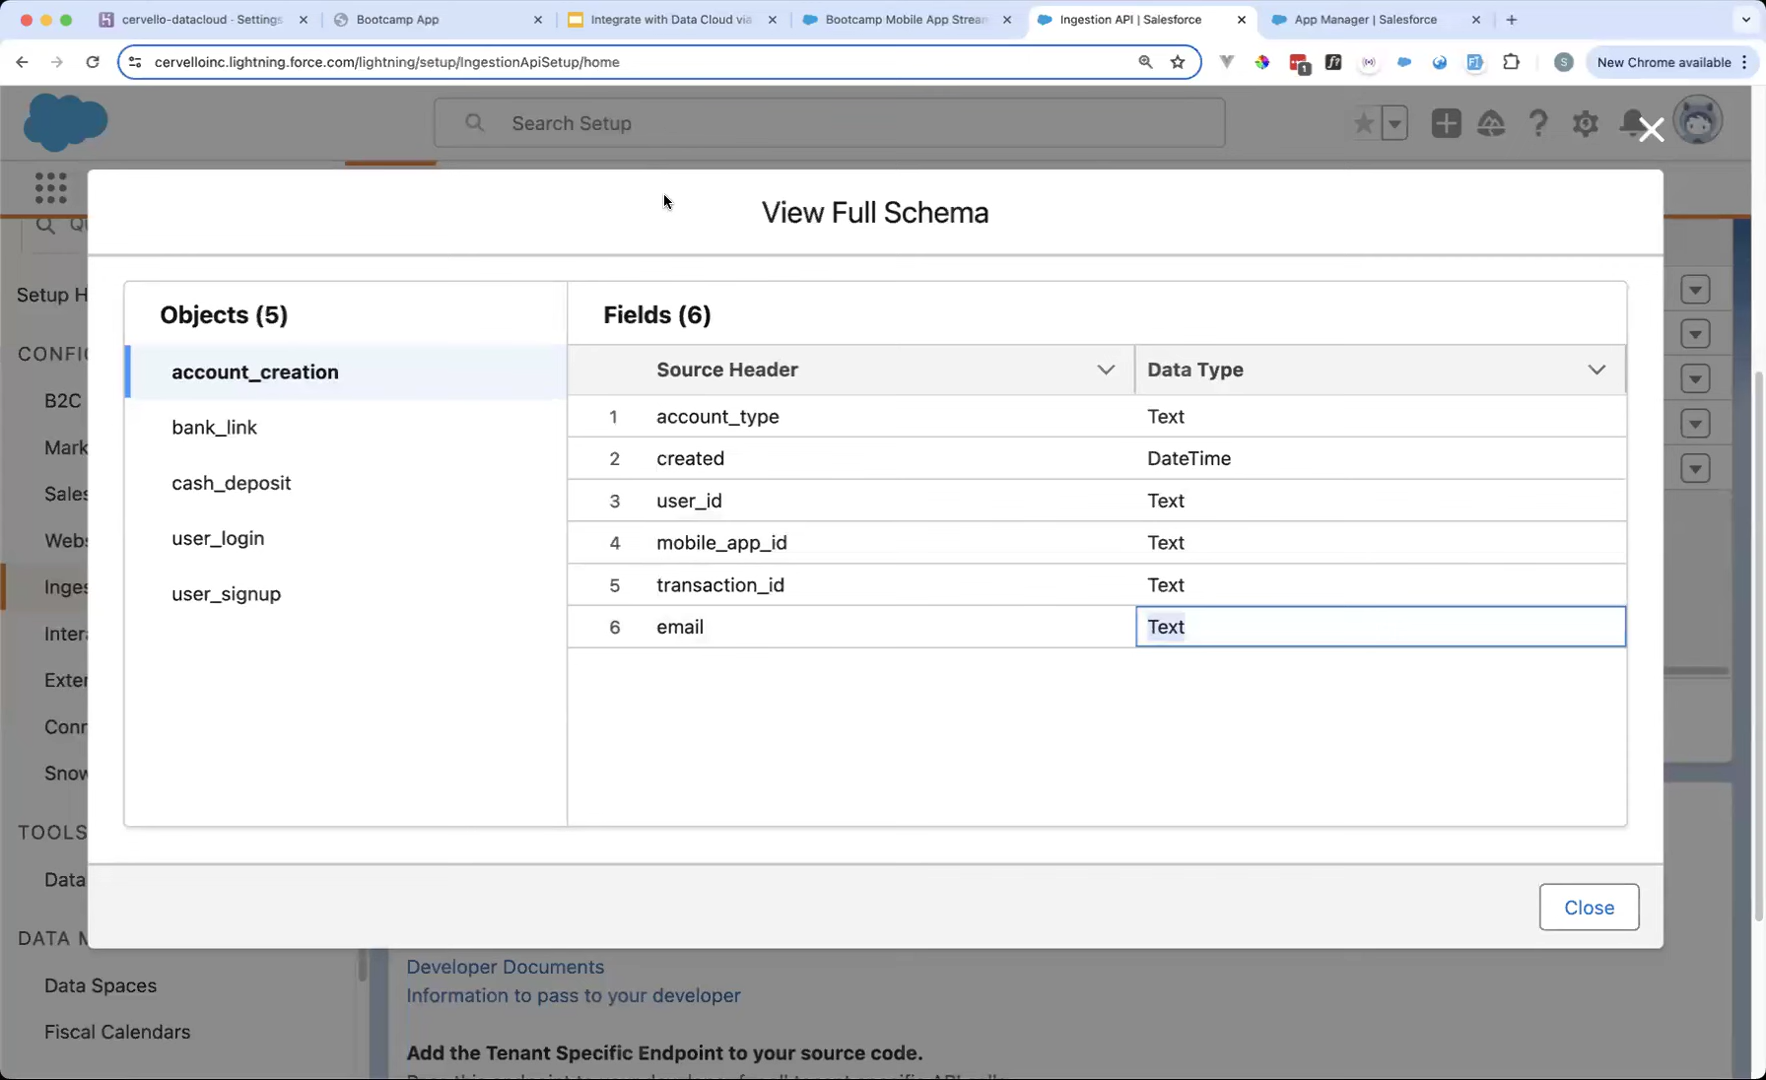 cervello-datacloud · Settings
Bootcamp App
Integrate with Data Cloud via
Bootcamp Mobile App Stream
Ingestion API | Salesforce
App Manager | Salesforce
cervelloinc.lightning.force.com/lightning/setup/IngestionApiSetup/home
1
f?
S
New Chrome available
Search Setup
View Full Schema
Setup H
CONFI
B2C
Mark
Sales
Webs
Inges
Inter
Exter
Conn
Snow
TOOLS
Data
DATA M
Data Spaces
Fiscal Calendars
Objects (5)
account_creation
bank_link
cash_deposit
user_login
user_signup
Fields (6)
Source Header Data Type
1 account_type Text
2 created DateTime
3 user_id Text
4 mobile_app_id Text
5 transaction_id Text
6 email Text
Close
Developer Documents
Information to pass to your developer
Add the Tenant Specific Endpoint to your source code.